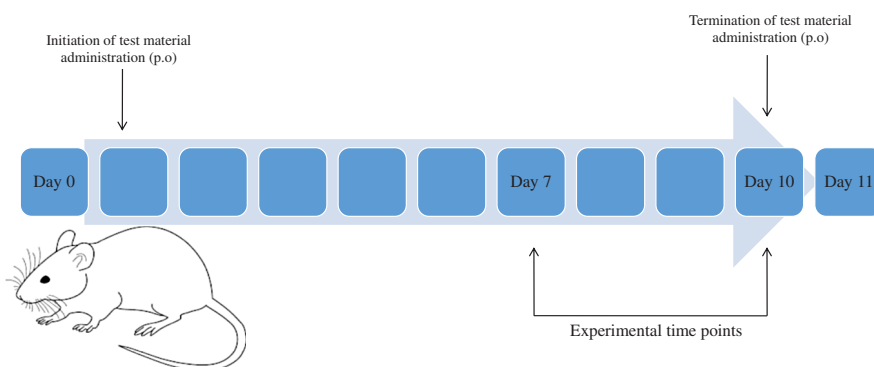 Initiation of test material
administration (p.o)
Termination of test material
administration (p.o)
Day 0
Day 7
Day 10
Day 11
Experimental time points